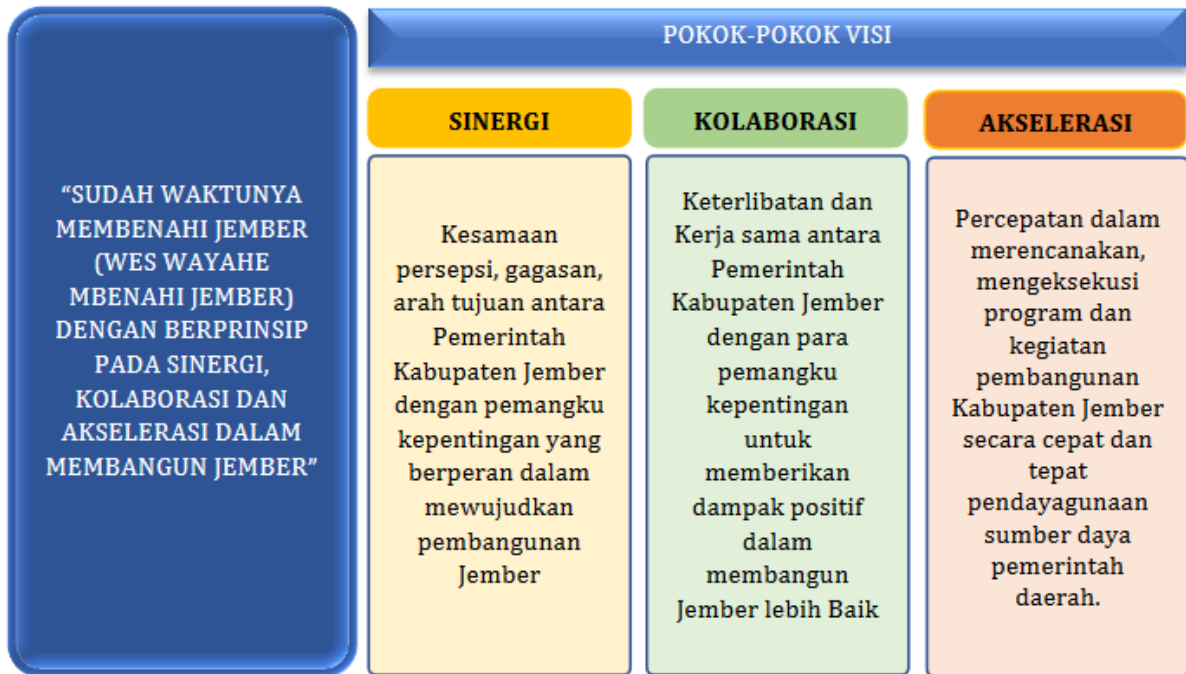 “SUDAH WAKTUNYA
MEMBENAHI JEMBER
(WES WAYAHE
MBENAHI JEMBER)
DENGAN BERPRINSIP
PADA SINERGI,
KOLABORASI DAN
AKSELERASI DALAM
MEMBANGUN JEMBER”
POKOK-POKOK VISI
SINERGI
Kesamaan
persepsi, gagasan,
arah tujuan antara
Pemerintah
Kabupaten Jember
dengan pemangku
kepentingan yang
berperan dalam
mewujudkan
pembangunan
Jember
KOLABORASI
Keterlibatan dan
Kerja sama antara
Pemerintah
Kabupaten Jember
dengan para
pemangku
kepentingan
untuk
memberikan
dampak positif
dalam
membangun
Jember lebih Baik
AKSELERASI
Percepatan dalam
merencanakan,
mengeksekusi
program dan
kegiatan
pembangunan
Kabupaten Jember
secara cepat dan
tepat
pendayagunaan
sumber daya
pemerintah
daerah.